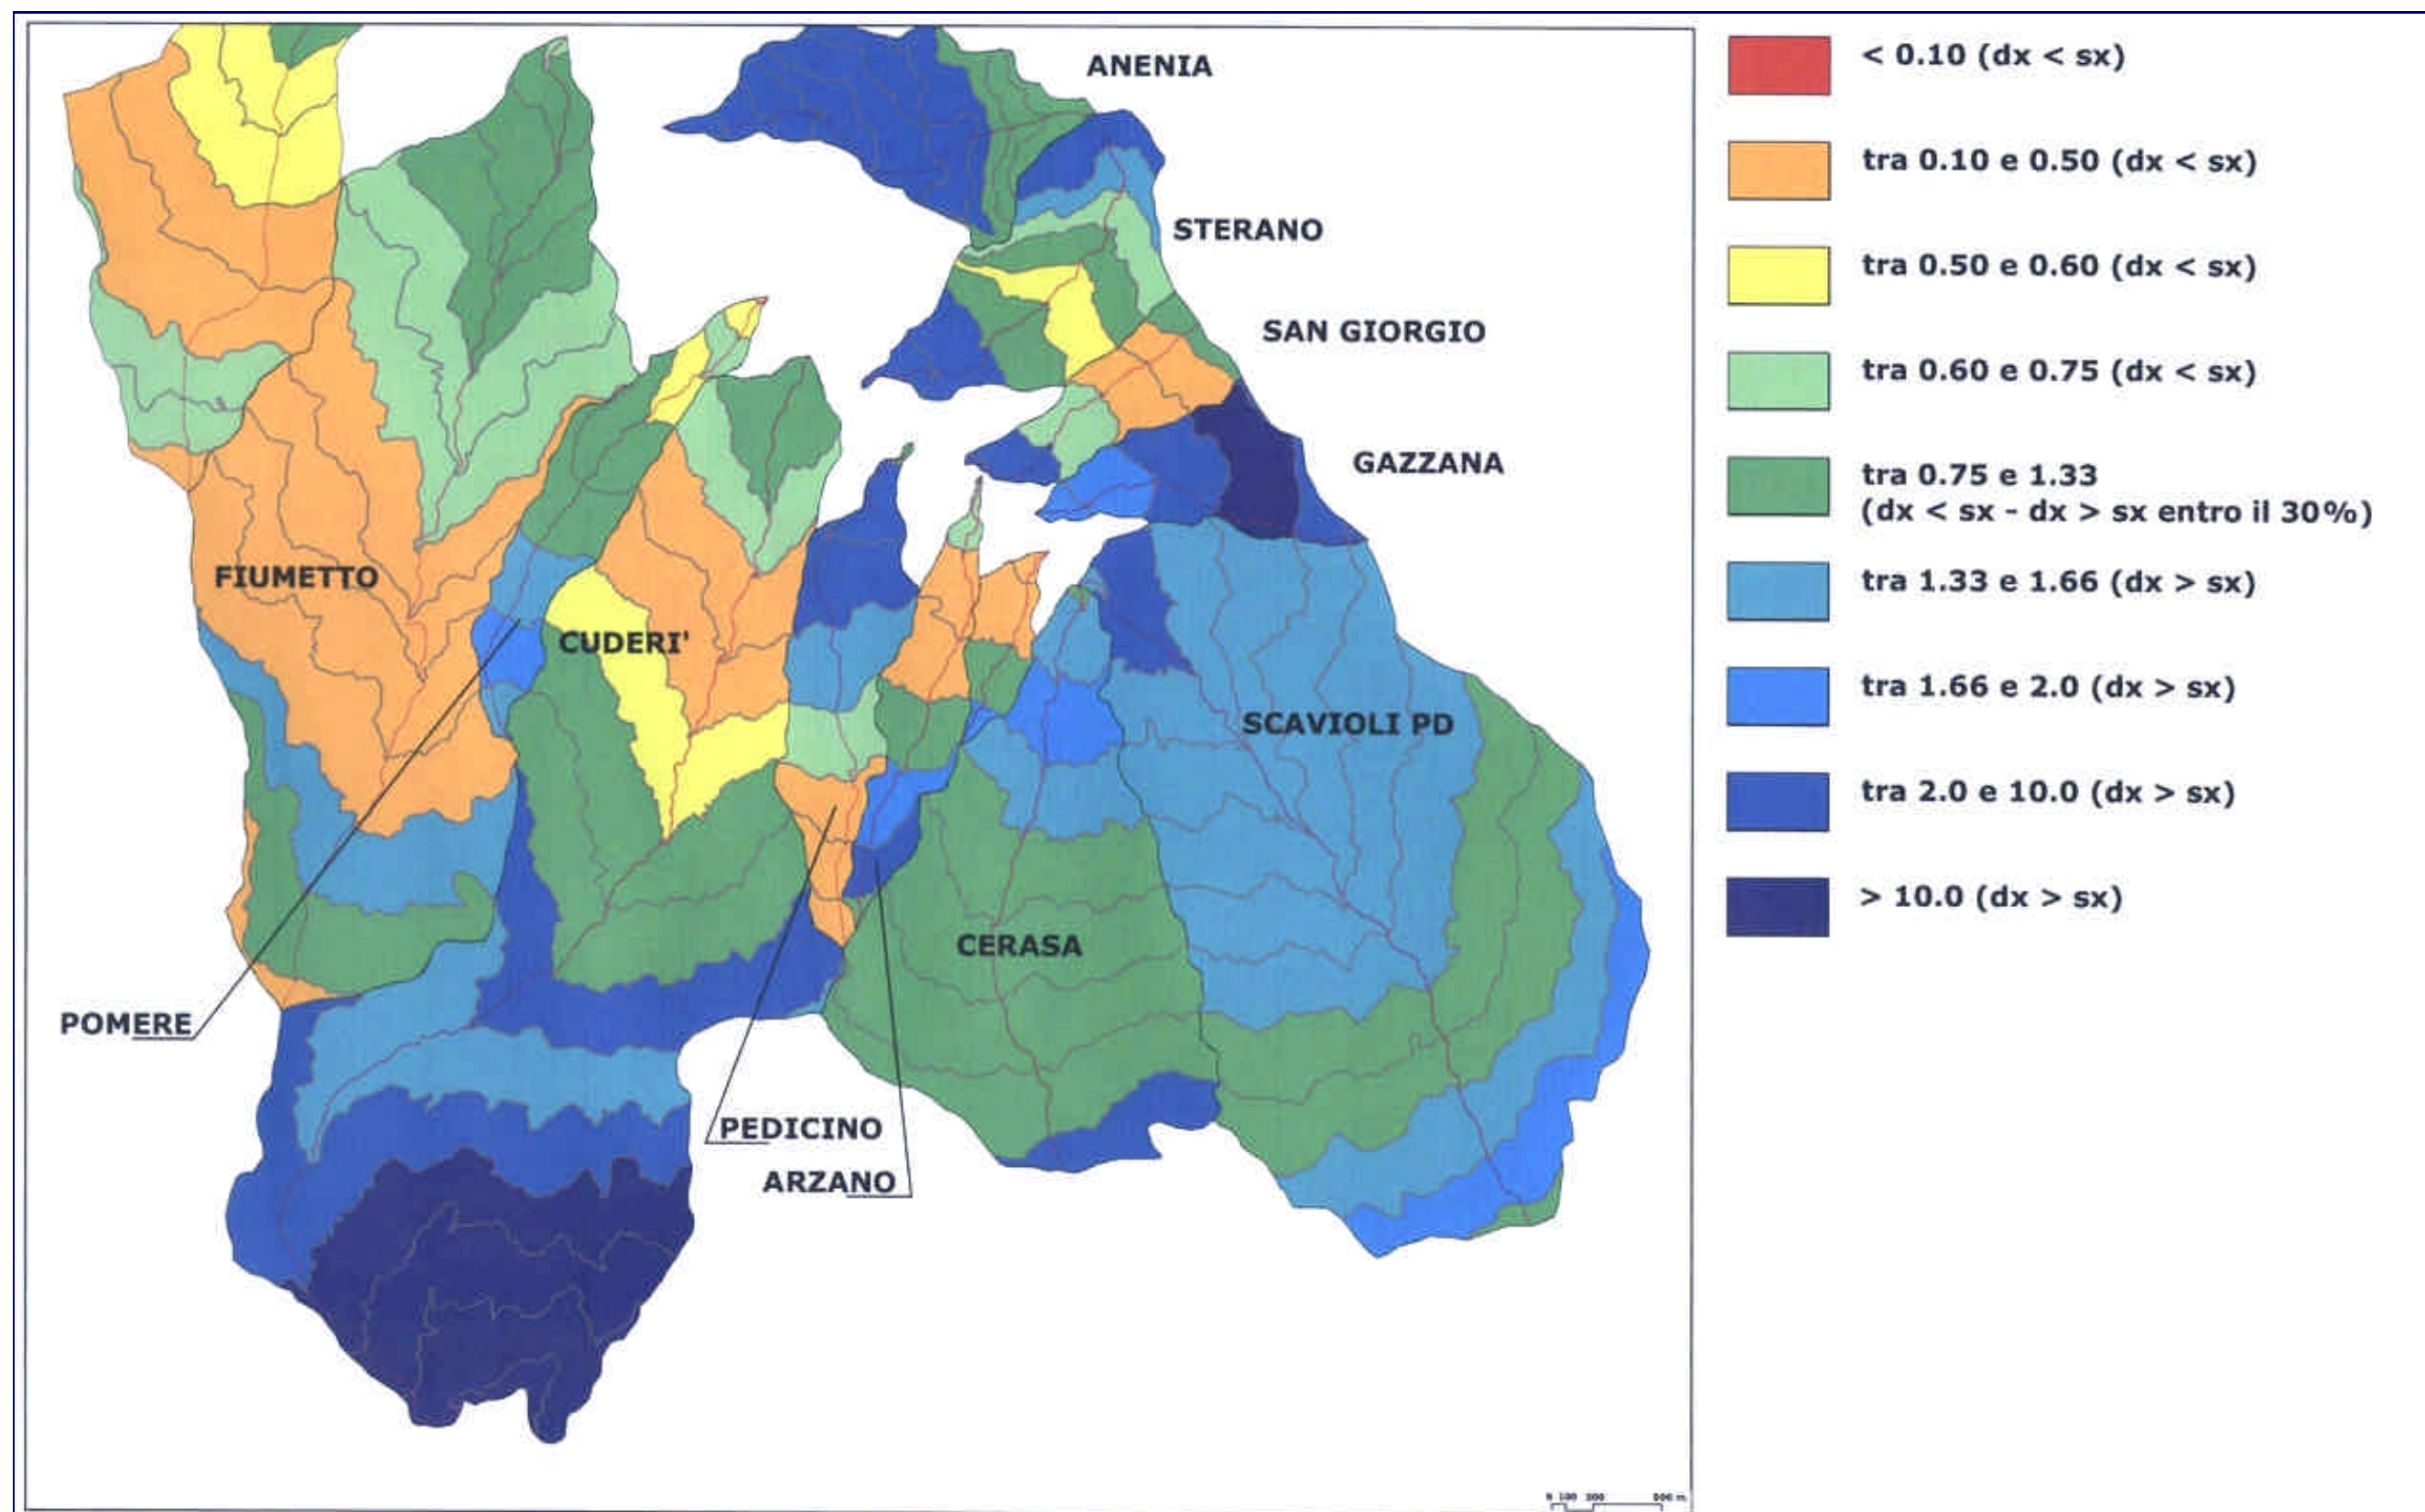 ANENIA
STERANO
SAN GIORGIO
GAZZANA
FIUMETTO
CUDERI'
SCAVIOLI PD
CERASA
POMERE
PEDICINO
ARZANO
< 0.10 (dx < sx)
tra 0.10 e 0.50 (dx < sx)
tra 0.50 e 0.60 (dx < sx)
tra 0.60 e 0.75 (dx < sx)
tra 0.75 e 1.33
(dx < sx - dx > sx entro il 30%)
tra 1.33 e 1.66 (dx > sx)
tra 1.66 e 2.0 (dx > sx)
tra 2.0 e 10.0 (dx > sx)
> 10.0 (dx > sx)
100 200 500 m